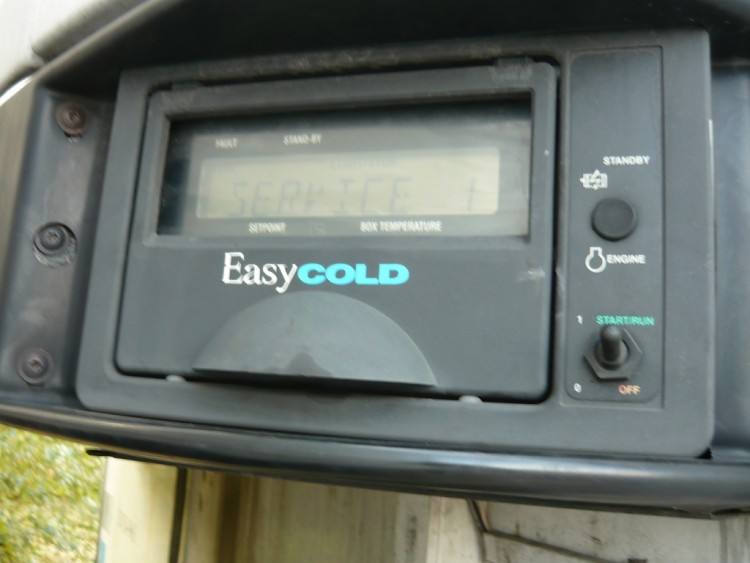 FAULT STAND-BY
SERVICE 1
SETPOINT BOX TEMPERATURE
EasyCOLD
STANDBY
ENGINE
1 START/RUN
0 OFF